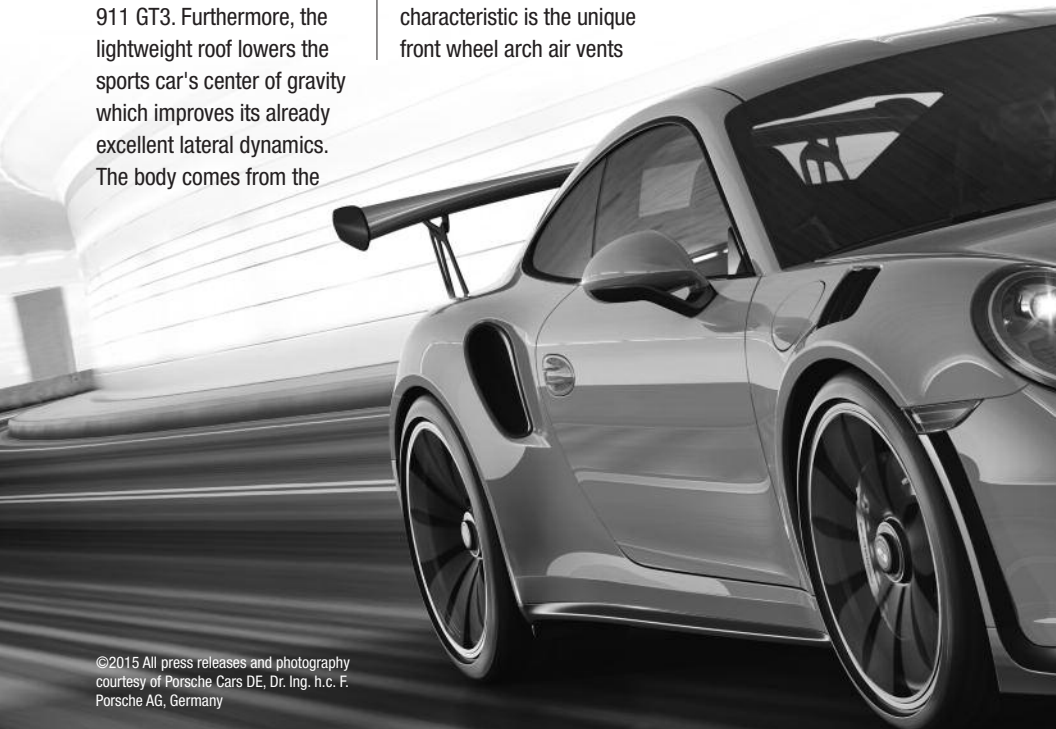 911 GT3. Furthermore, the
lightweight roof lowers the
sports car's center of gravity
which improves its already
excellent lateral dynamics.
The body comes from the
characteristic is the unique
front wheel arch air vents
©2015 All press releases and photography
courtesy of Porsche Cars DE, Dr. Ing. h.c. F.
Porsche AG, Germany